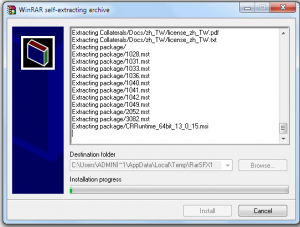 WinRAR self-extracting archive
Extracting Collaterals/Docs/zh_TW/license_zh_TW.pdf
Extracting Collaterals/Docs/zh_TW/license_zh_TW.txt
Extracting package/
Extracting package/1028.mst
Extracting package/1031.mst
Extracting package/1033.mst
Extracting package/1036.mst
Extracting package/1040.mst
Extracting package/1041.mst
Extracting package/1042.mst
Extracting package/1049.mst
Extracting package/2052.mst
Extracting package/3082.mst
Extracting package/CRRuntime_64bit_13_0_15.msi
Destination folder
C:\Users\ADMINI~1\AppData\Local\Temp\RarSFX1
Browse...
Installation progress
Install
Cancel